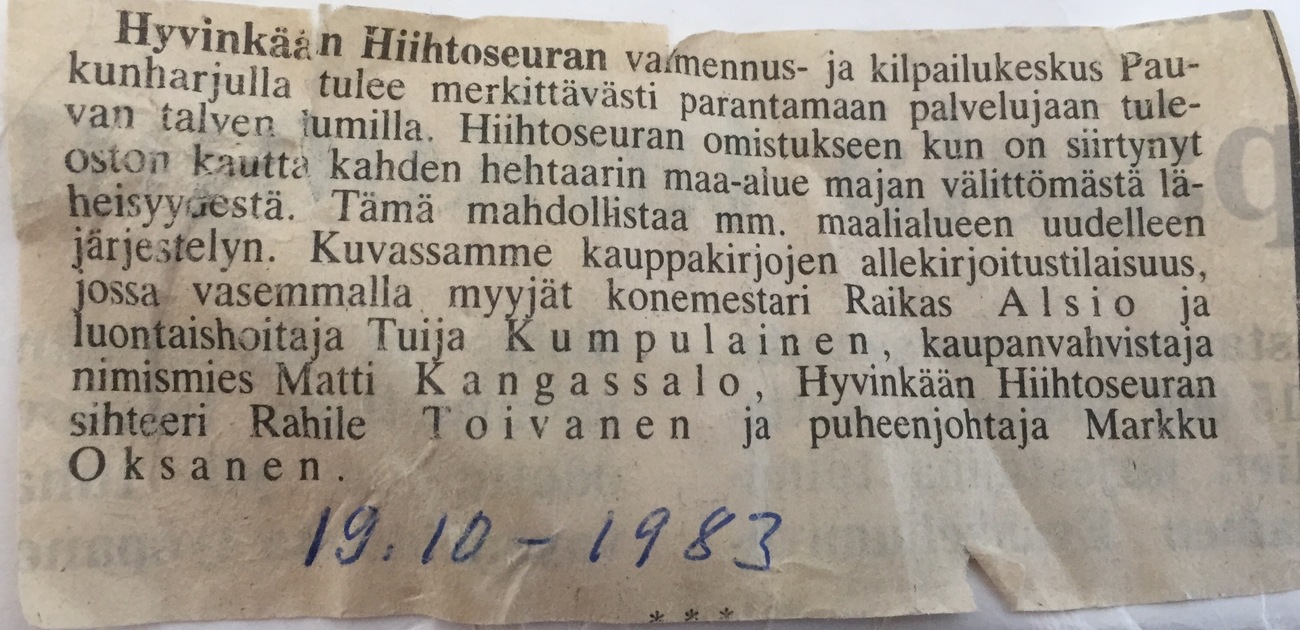 Hyvinkään Hiihtoseuran valmennus- ja kilpailukeskus Pau-
kunharjulla tulee merkittävästi parantamaan palvelujaan tule-
van talven lumilla. Hiihtoseuran omistukseen kun on siirtynyt
oston kautta kahden hehtaarin maa-alue majan välittömästä lä-
heisyydestä. Tämä mahdollistaa mm. maalialueen uudelleen
järjestelyn. Kuvassamme kauppakirjojen allekirjoitustilaisuus,
jossa vasemmalla myyjät konemestari Raikas Alsio ja
luontaishoitaja Tuija Kumpulainen, kaupanvahvistaja
nimismies Matti Kangassalo, Hyvinkään Hiihtoseuran
sihteeri Rahile Toivanen ja puheenjohtaja Markku
Oksanen.
19.10-1983
* * *